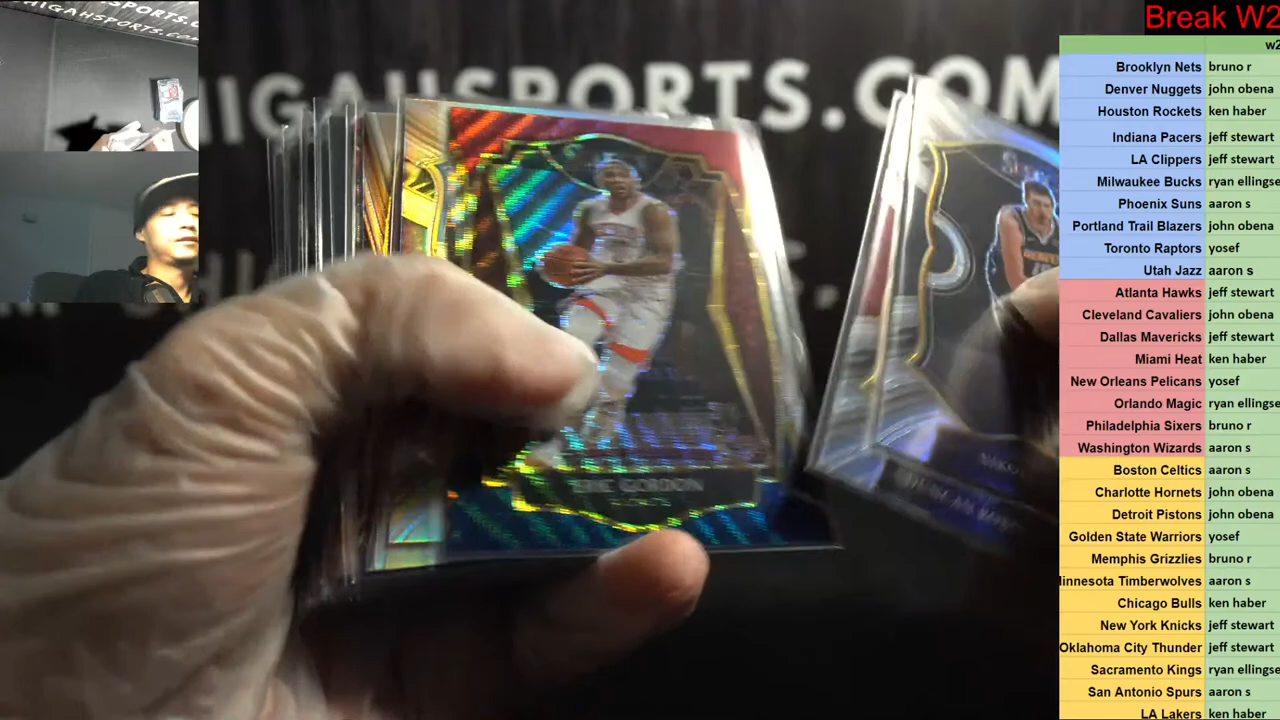 Break W2
w2
Brooklyn Nets bruno r
Denver Nuggets john obena
Houston Rockets ken haber
Indiana Pacers jeff stewart
LA Clippers jeff stewart
Milwaukee Bucks ryan ellingse
Phoenix Suns aaron s
Portland Trail Blazers john obena
Toronto Raptors yosef
Utah Jazz aaron s
Atlanta Hawks jeff stewart
Cleveland Cavaliers john obena
Dallas Mavericks jeff stewart
Miami Heat ken haber
New Orleans Pelicans yosef
Orlando Magic ryan ellingse
Philadelphia Sixers bruno r
Washington Wizards aaron s
Boston Celtics aaron s
Charlotte Hornets john obena
Detroit Pistons john obena
Golden State Warriors yosef
Memphis Grizzlies bruno r
innesota Timberwolves aaron s
Chicago Bulls ken haber
New York Knicks jeff stewart
Oklahoma City Thunder jeff stewart
Sacramento Kings ryan ellingse
San Antonio Spurs aaron s
LA Lakers ken haber
HIGAHSPORTS.COM
ERIC GORDON